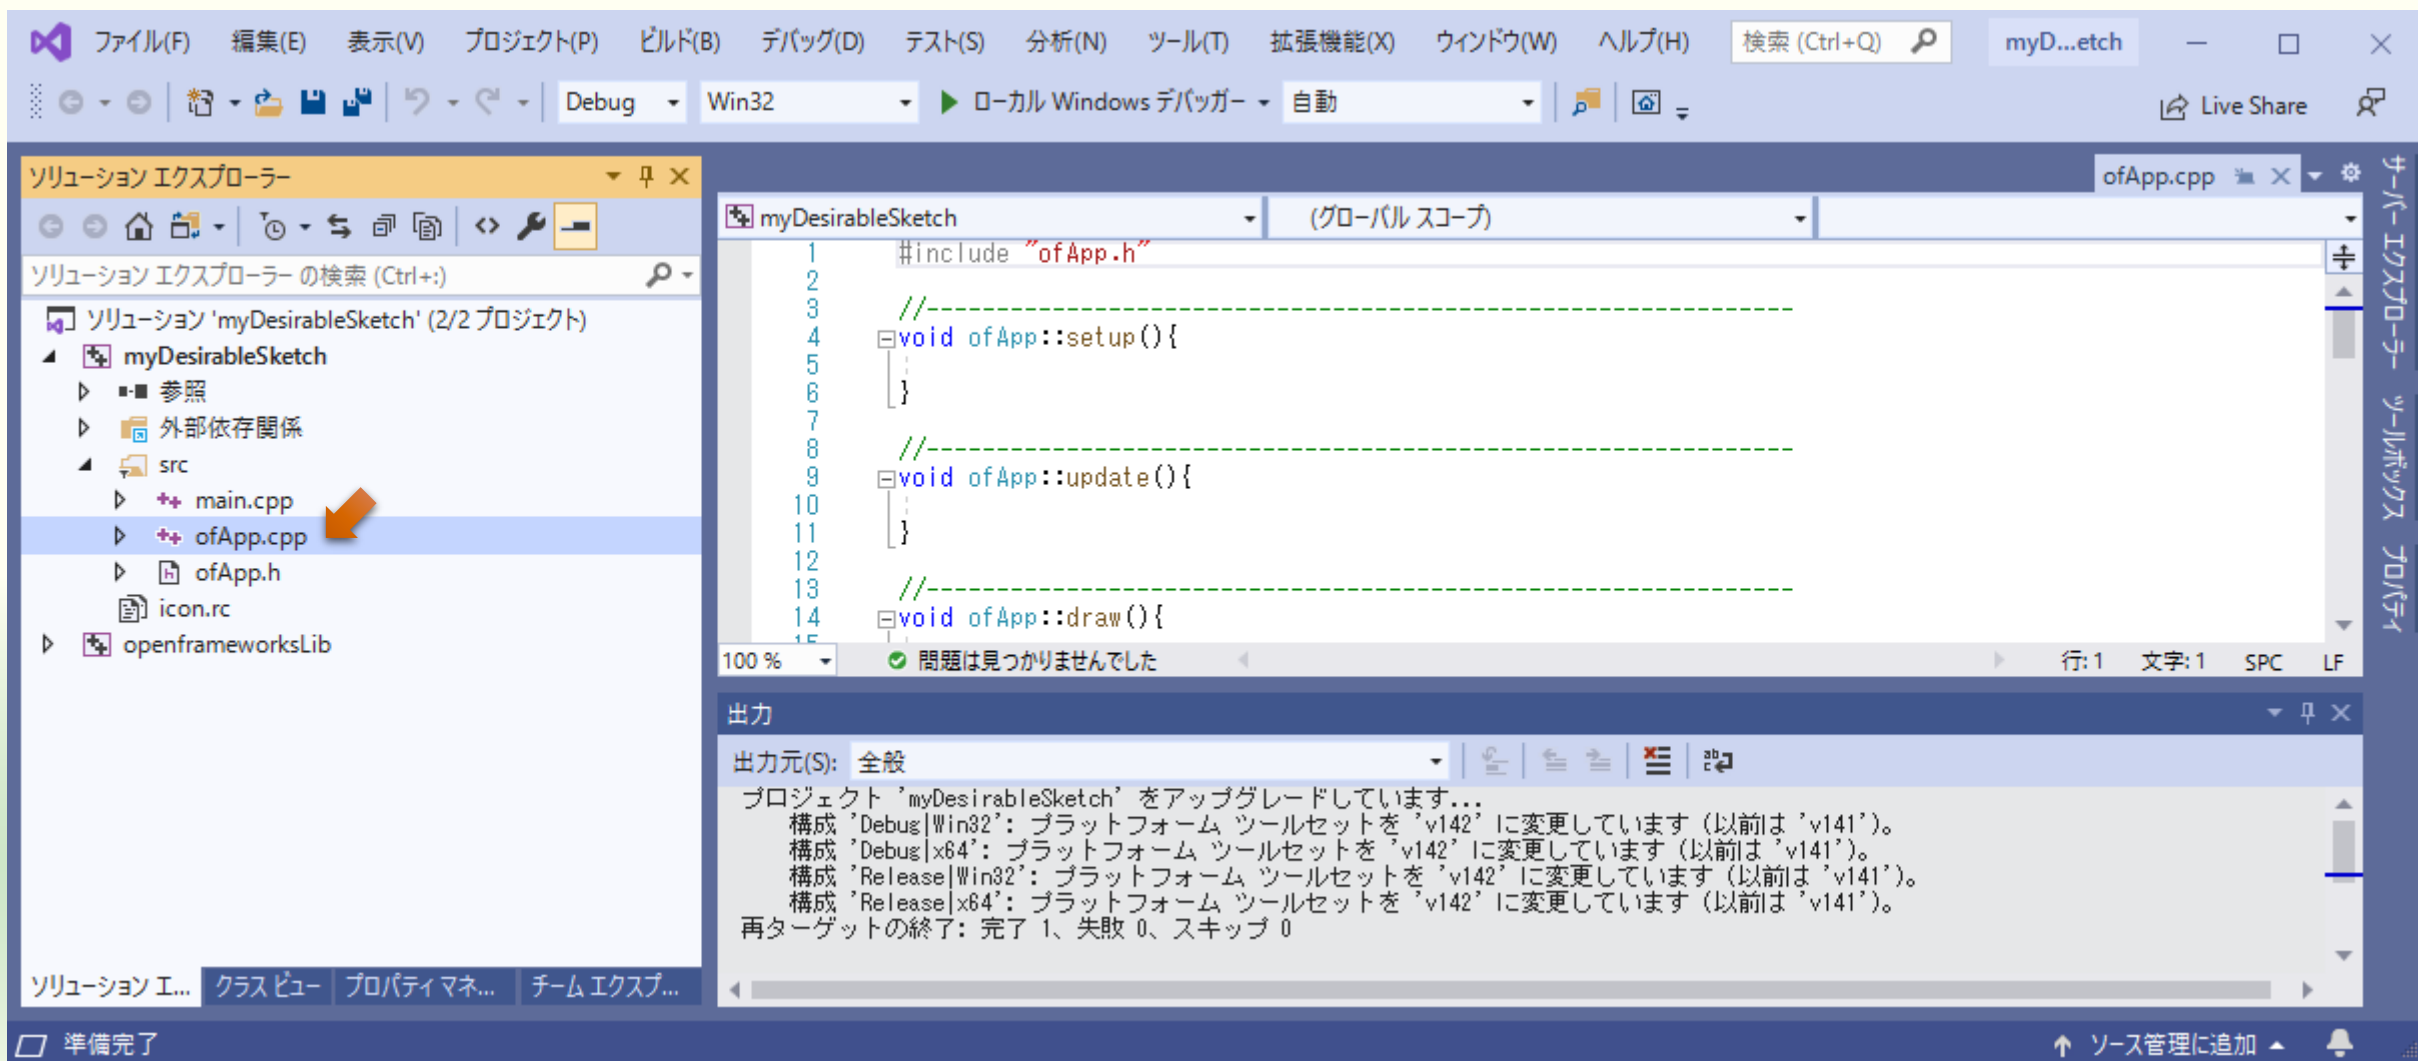 ファイル(F) 編集(E) 表示(V) プロジェクト(P) ビルド(B) デバッグ(D) テスト(S) 分析(N) ツール(T) 拡張機能(X) ウィンドウ(W) ヘルプ(H) 検索 (Ctrl+Q) myD...etch
Debug Win32 ローカル Windows デバッガー 自動 Live Share
ソリューション エクスプローラー
ソリューション エクスプローラー の検索 (Ctrl+:)
ソリューション 'myDesirableSketch' (2/2 プロジェクト)
myDesirableSketch
参照
外部依存関係
src
main.cpp
ofApp.cpp
ofApp.h
icon.rc
openframeworksLib
ソリューション エ... クラス ビュー プロパティ マネ... チーム エクスプ...
ofApp.cpp
myDesirableSketch (グローバル スコープ)
1 #include "ofApp.h"
2
3 //--------------------------------------------------------------
4 void ofApp::setup(){
5
6 }
7
8 //--------------------------------------------------------------
9 void ofApp::update(){
10
11 }
12
13 //--------------------------------------------------------------
14 void ofApp::draw(){
15
100 % 問題は見つかりませんでした 行: 1 文字: 1 SPC LF
出力
出力元(S): 全般
プロジェクト 'myDesirableSketch' をアップグレードしています...
構成 'Debug|Win32': プラットフォーム ツールセットを 'v142' に変更しています (以前は 'v141')。
構成 'Debug|x64': プラットフォーム ツールセットを 'v142' に変更しています (以前は 'v141')。
構成 'Release|Win32': プラットフォーム ツールセットを 'v142' に変更しています (以前は 'v141')。
構成 'Release|x64': プラットフォーム ツールセットを 'v142' に変更しています (以前は 'v141')。
再ターゲットの終了: 完了 1、失敗 0、スキップ 0
サーバー エクスプローラー
ツールボックス
プロパティ
準備完了 ソース管理に追加